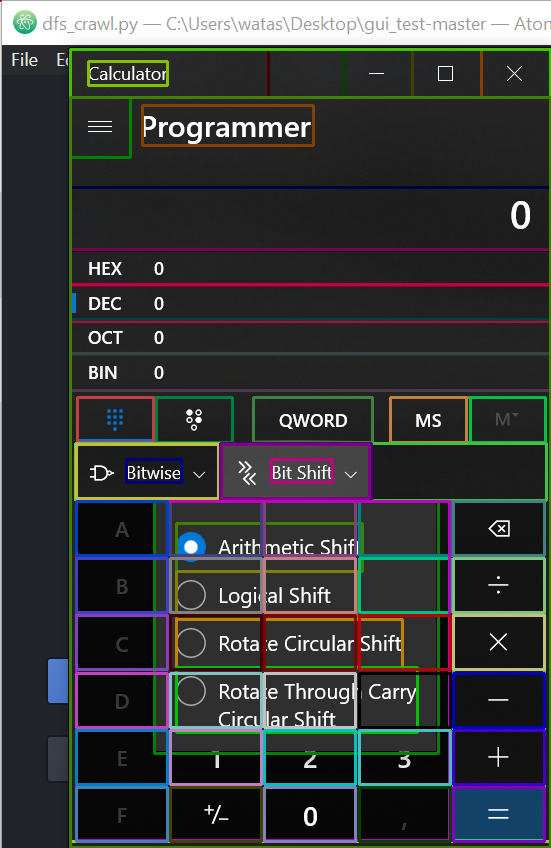 dfs_crawl.py — C:\Users\watas\Desktop\gui_test-master — Atom
File
Calculator
Programmer
0
HEX 0
DEC 0
OCT 0
BIN 0
QWORD MS M
Bitwise Bit Shift
A Arithmetic Shift
B Logical Shift ÷
C Rotate Circular Shift ×
D Rotate Through Carry −
Circular Shift
E 1 2 3 +
F +/− 0 , =